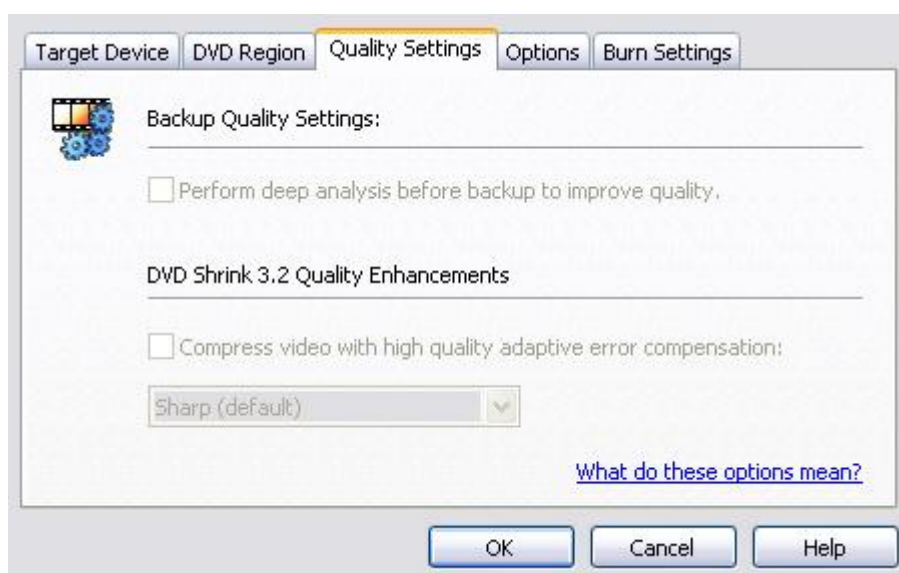 Target Device DVD Region Quality Settings Options Burn Settings
Backup Quality Settings:
Perform deep analysis before backup to improve quality.
DVD Shrink 3.2 Quality Enhancements
Compress video with high quality adaptive error compensation:
Sharp (default)
What do these options mean?
OK Cancel Help